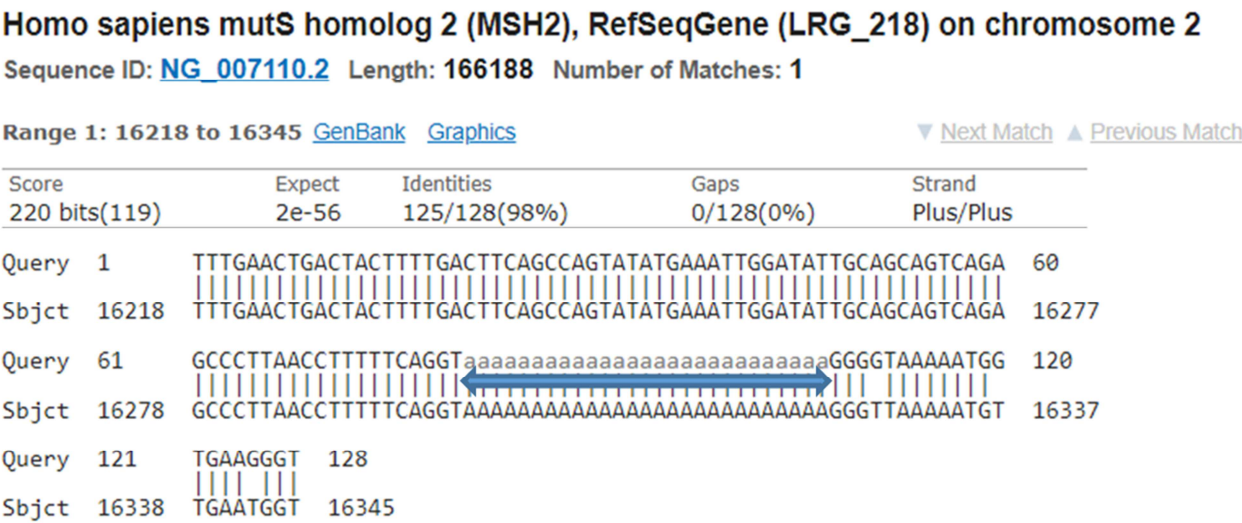 Homo sapiens mutS homolog 2 (MSH2), RefSeqGene (LRG_218) on chromosome 2
Sequence ID: NG_007110.2 Length: 166188 Number of Matches: 1
Range 1: 16218 to 16345 GenBank Graphics ▼ Next Match ▲ Previous Match
Score Expect Identities Gaps Strand
220 bits(119) 2e-56 125/128(98%) 0/128(0%) Plus/Plus
Query 1 TTTGAACTGACTACTTTTGACTTCAGCCAGTATATGAAATTGGATATTGCAGCAGTCAGA 60
Sbjct 16218 TTTGAACTGACTACTTTTGACTTCAGCCAGTATATGAAATTGGATATTGCAGCAGTCAGA 16277
Query 61 GCCCTTAACCTTTTTCAGGTaaaaaaaaaaaaaaaaaaaaaaaaaaaGGGGTAAAAATGG 120
Sbjct 16278 GCCCTTAACCTTTTTCAGGTAAAAAAAAAAAAAAAAAAAAAAAAAAAGGGTTAAAAATGT 16337
Query 121 TGAAGGGT 128
Sbjct 16338 TGAATGGT 16345